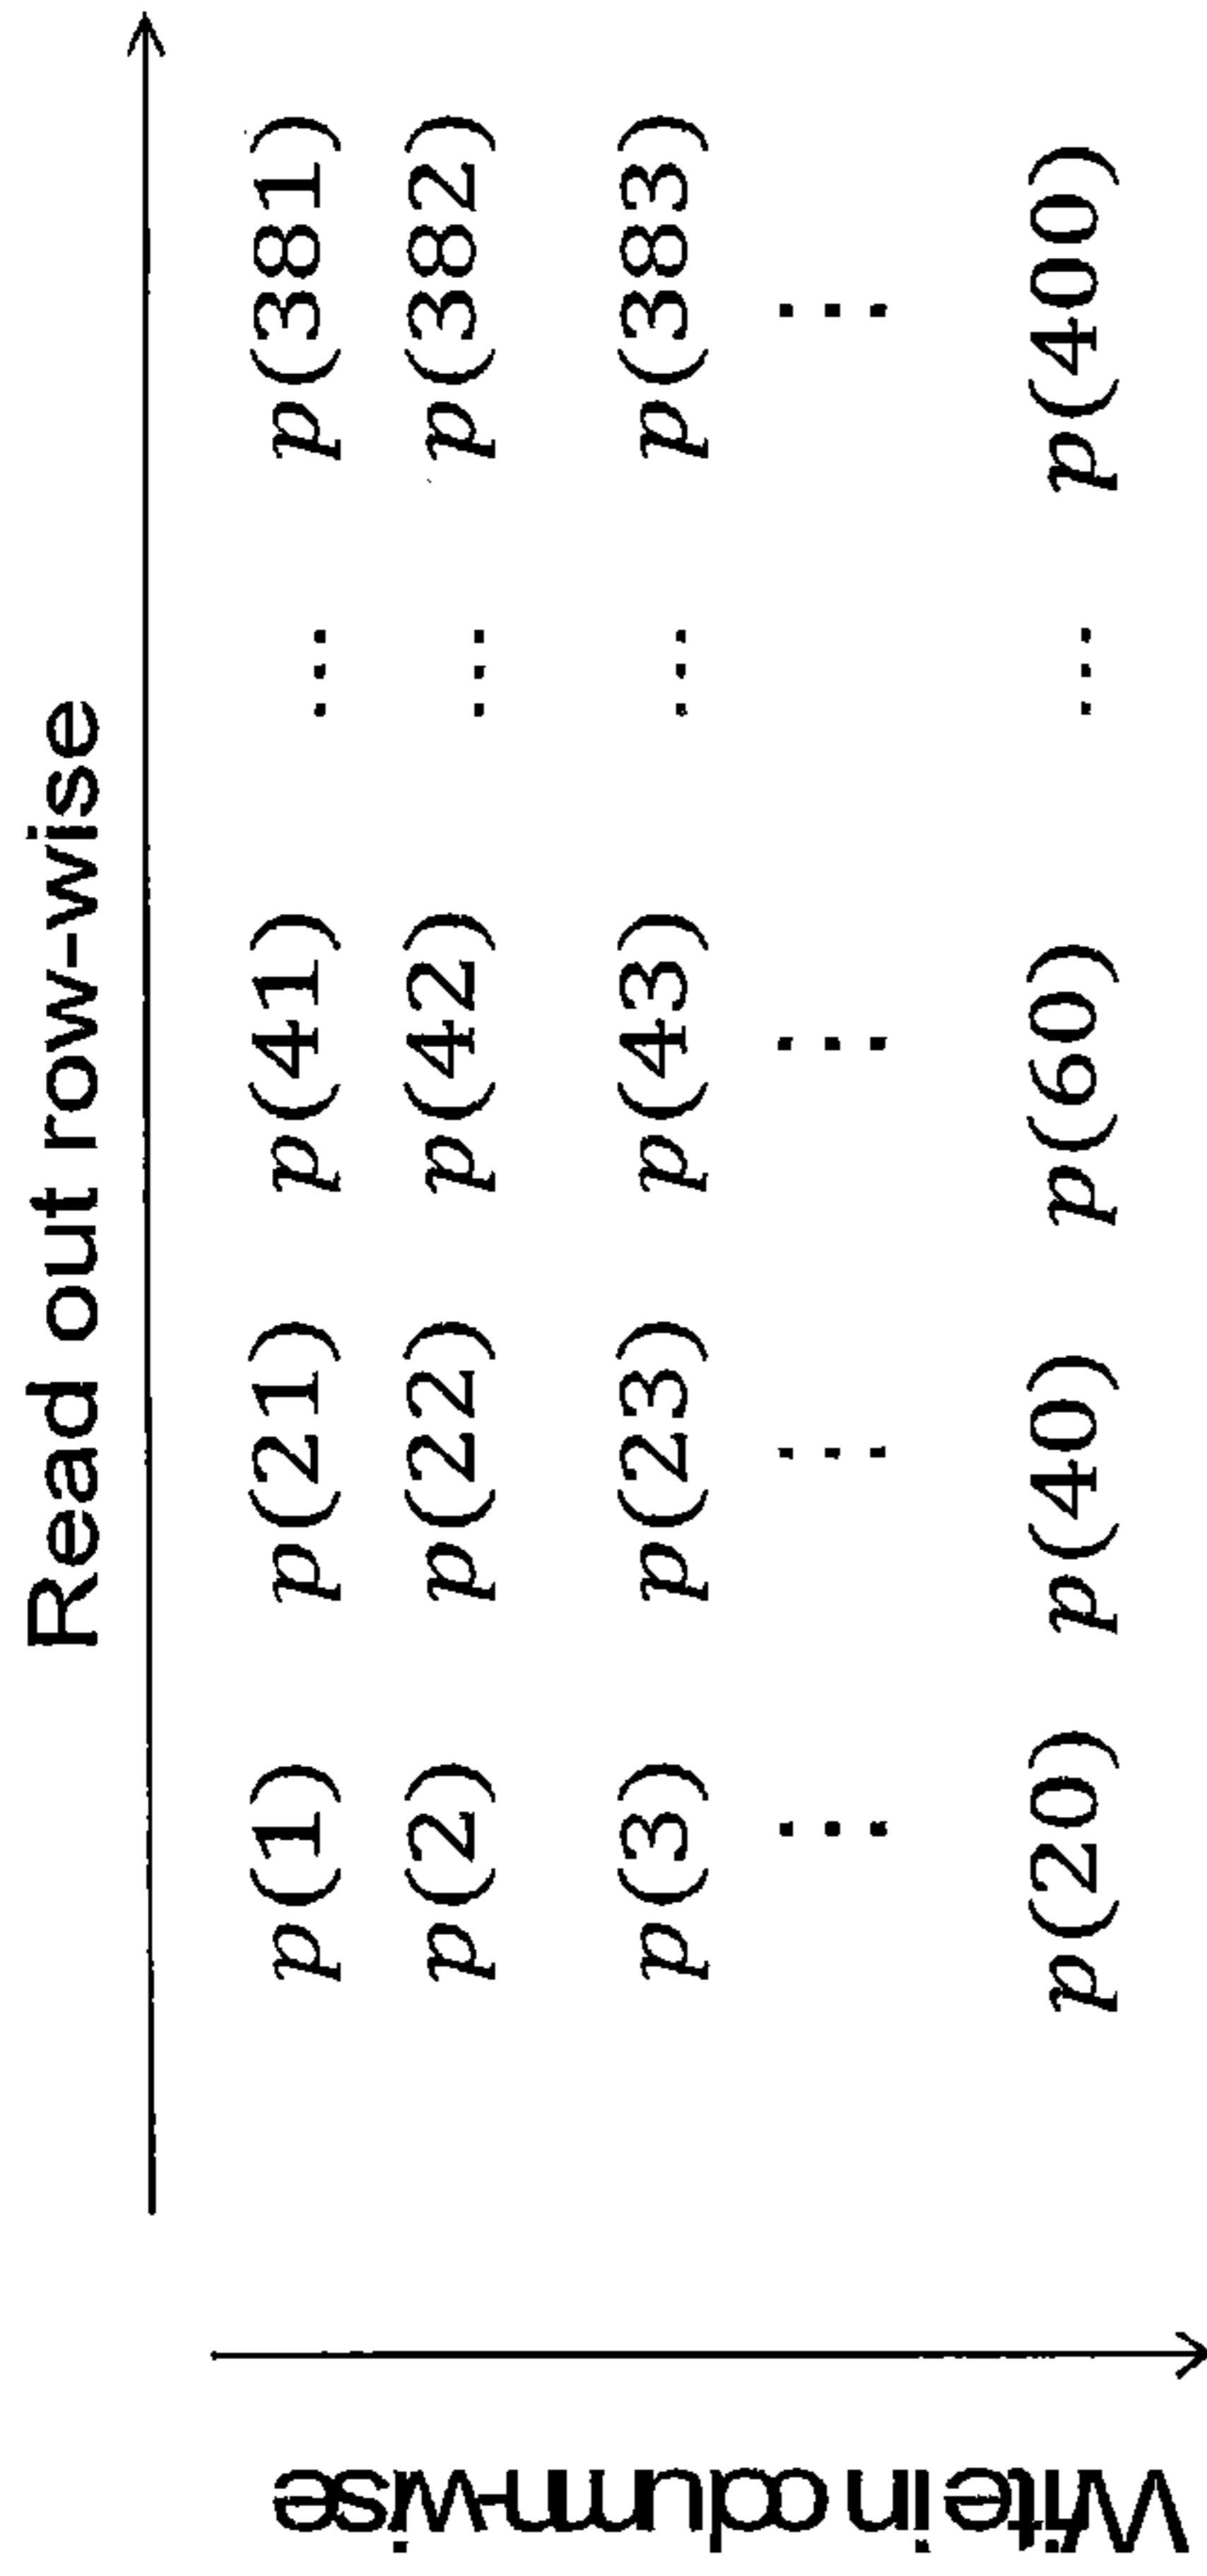 Read out row-wise
Write in column-wise
p(1) p(21) p(41) ... p(381)
p(2) p(22) p(42) ... p(382)
p(3) p(23) p(43) ... p(383)
⋮ ⋮ ⋮ ⋮
p(20) p(40) p(60) ... p(400)